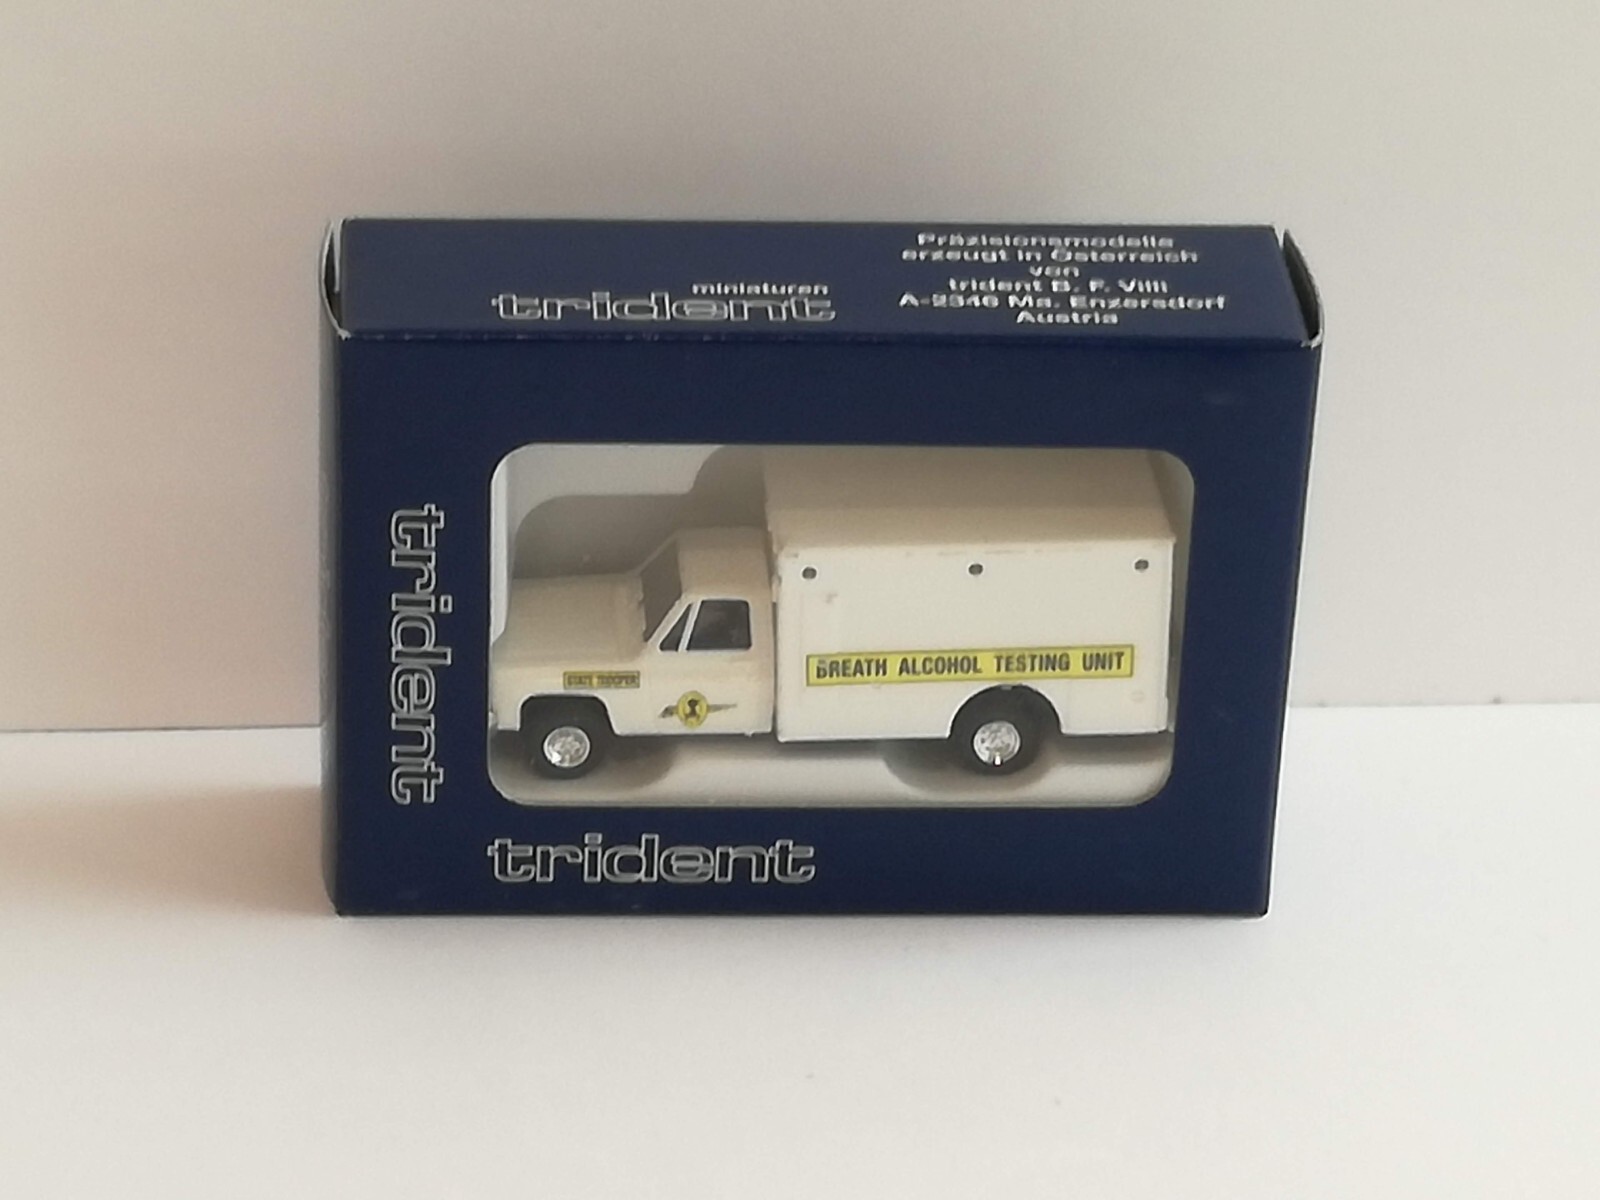 miniaturen
trident
Präzisionsmodelle
erzeugt in Österreich
von
trident B. F. Villi
A-2346 Ma. Enzersdorf
Austria
trident
BREATH ALCOHOL TESTING UNIT
STATE TROOPER
trident